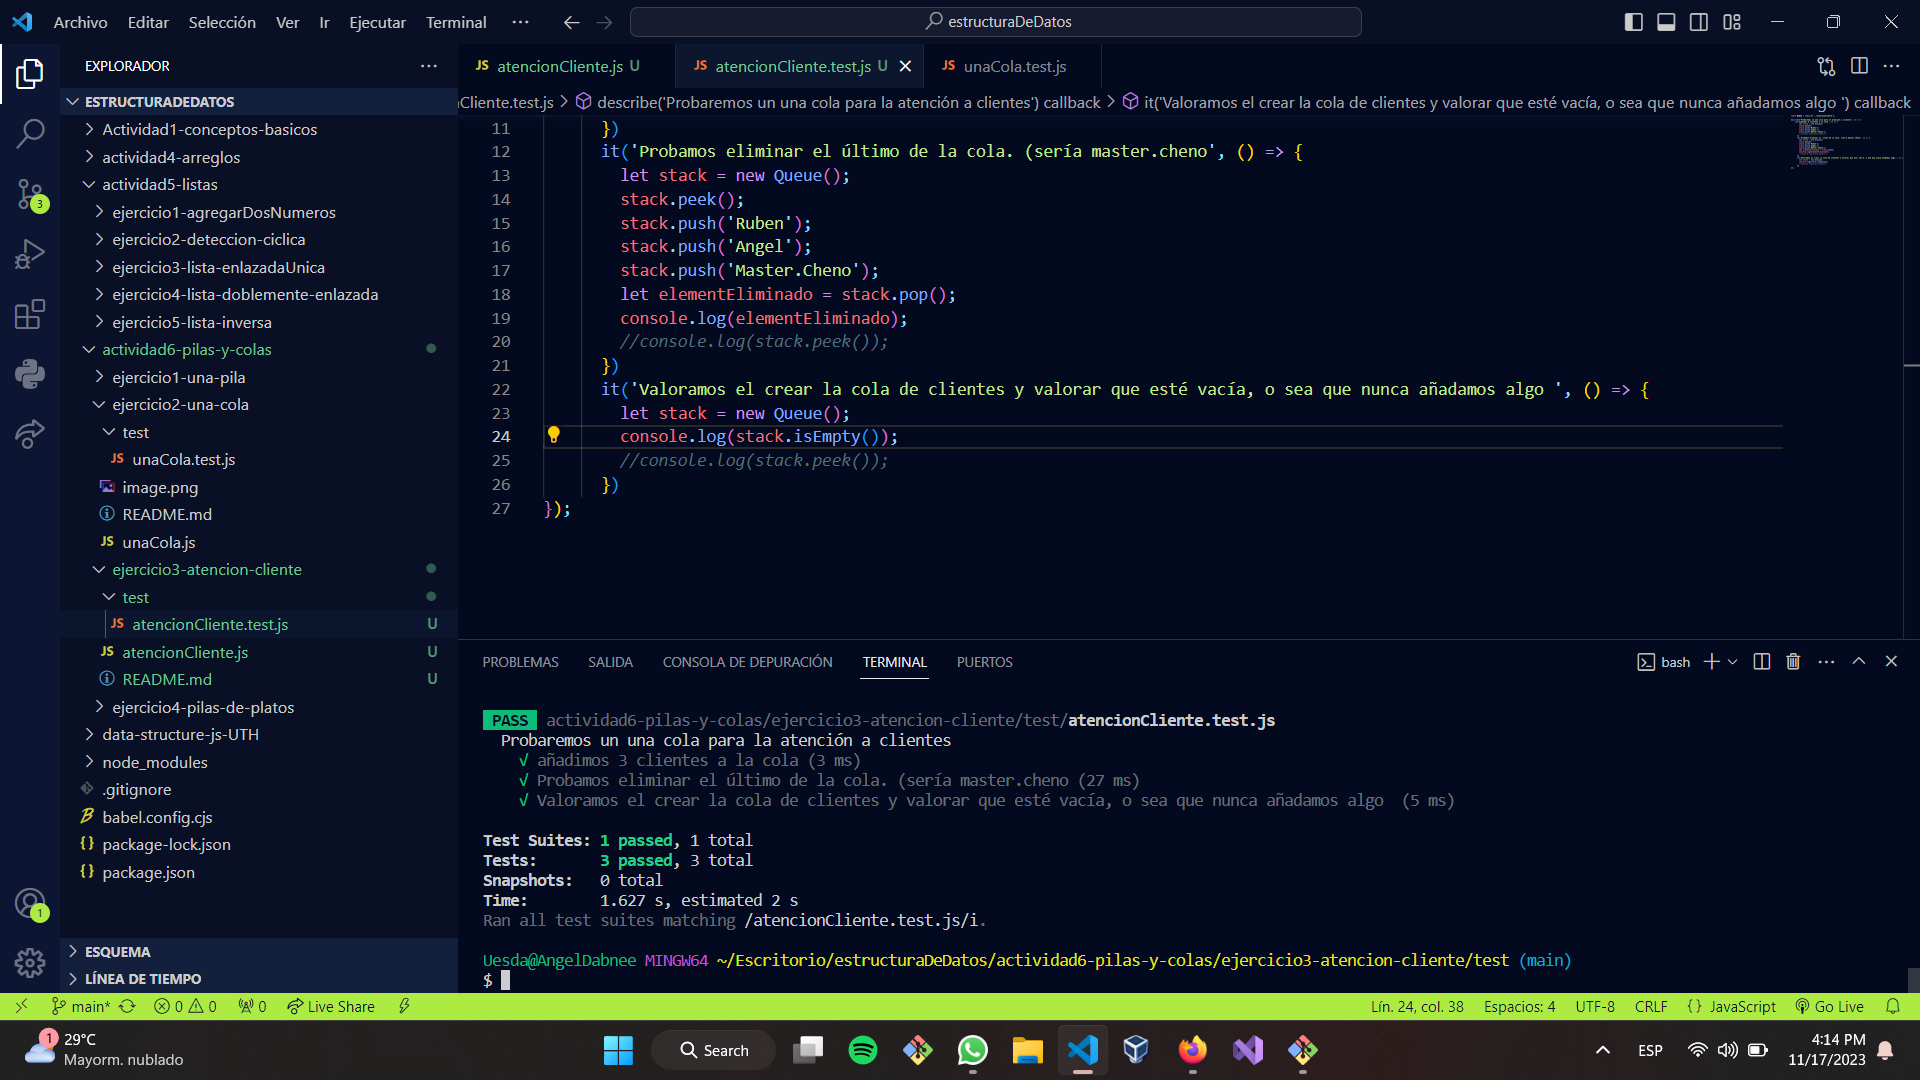 Archivo Editar Selección Ver Ir Ejecutar Terminal ··· estructuraDeDatos
EXPLORADOR ···
ESTRUCTURADEDATOS
Actividad1-conceptos-basicos
actividad4-arreglos
actividad5-listas
ejercicio1-agregarDosNumeros
ejercicio2-deteccion-ciclica
ejercicio3-lista-enlazadaUnica
ejercicio4-lista-doblemente-enlazada
ejercicio5-lista-inversa
actividad6-pilas-y-colas
ejercicio1-una-pila
ejercicio2-una-cola
test
JS unaCola.test.js
image.png
README.md
JS unaCola.js
ejercicio3-atencion-cliente
test
JS atencionCliente.test.js U
JS atencionCliente.js U
README.md U
ejercicio4-pilas-de-platos
data-structure-js-UTH
node_modules
.gitignore
babel.config.cjs
{} package-lock.json
{} package.json
ESQUEMA
LÍNEA DE TIEMPO
3
1
JS atencionCliente.js U JS atencionCliente.test.js U JS unaCola.test.js
ıCliente.test.js > describe('Probaremos un una cola para la atención a clientes') callback > it('Valoramos el crear la cola de clientes y valorar que esté vacía, o sea que nunca añadamos algo ') callback
11 })
12 it('Probamos eliminar el último de la cola. (sería master.cheno', () => {
13 let stack = new Queue();
14 stack.peek();
15 stack.push('Ruben');
16 stack.push('Angel');
17 stack.push('Master.Cheno');
18 let elementEliminado = stack.pop();
19 console.log(elementEliminado);
20 //console.log(stack.peek());
21 })
22 it('Valoramos el crear la cola de clientes y valorar que esté vacía, o sea que nunca añadamos algo ', () => {
23 let stack = new Queue();
24 console.log(stack.isEmpty());
25 //console.log(stack.peek());
26 })
27 });
PROBLEMAS SALIDA CONSOLA DE DEPURACIÓN TERMINAL PUERTOS bash
PASS actividad6-pilas-y-colas/ejercicio3-atencion-cliente/test/atencionCliente.test.js
Probaremos un una cola para la atención a clientes
√ añadimos 3 clientes a la cola (3 ms)
√ Probamos eliminar el último de la cola. (sería master.cheno (27 ms)
√ Valoramos el crear la cola de clientes y valorar que esté vacía, o sea que nunca añadamos algo  (5 ms)
Test Suites: 1 passed, 1 total
Tests: 3 passed, 3 total
Snapshots: 0 total
Time: 1.627 s, estimated 2 s
Ran all test suites matching /atencionCliente.test.js/i.
Uesda@AngelDabnee MINGW64 ~/Escritorio/estructuraDeDatos/actividad6-pilas-y-colas/ejercicio3-atencion-cliente/test (main)
$
main* 0 0 0 Live Share Lín. 24, col. 38 Espacios: 4 UTF-8 CRLF {} JavaScript Go Live
1 29°C
Mayorm. nublado
Search
ESP
4:14 PM
11/17/2023